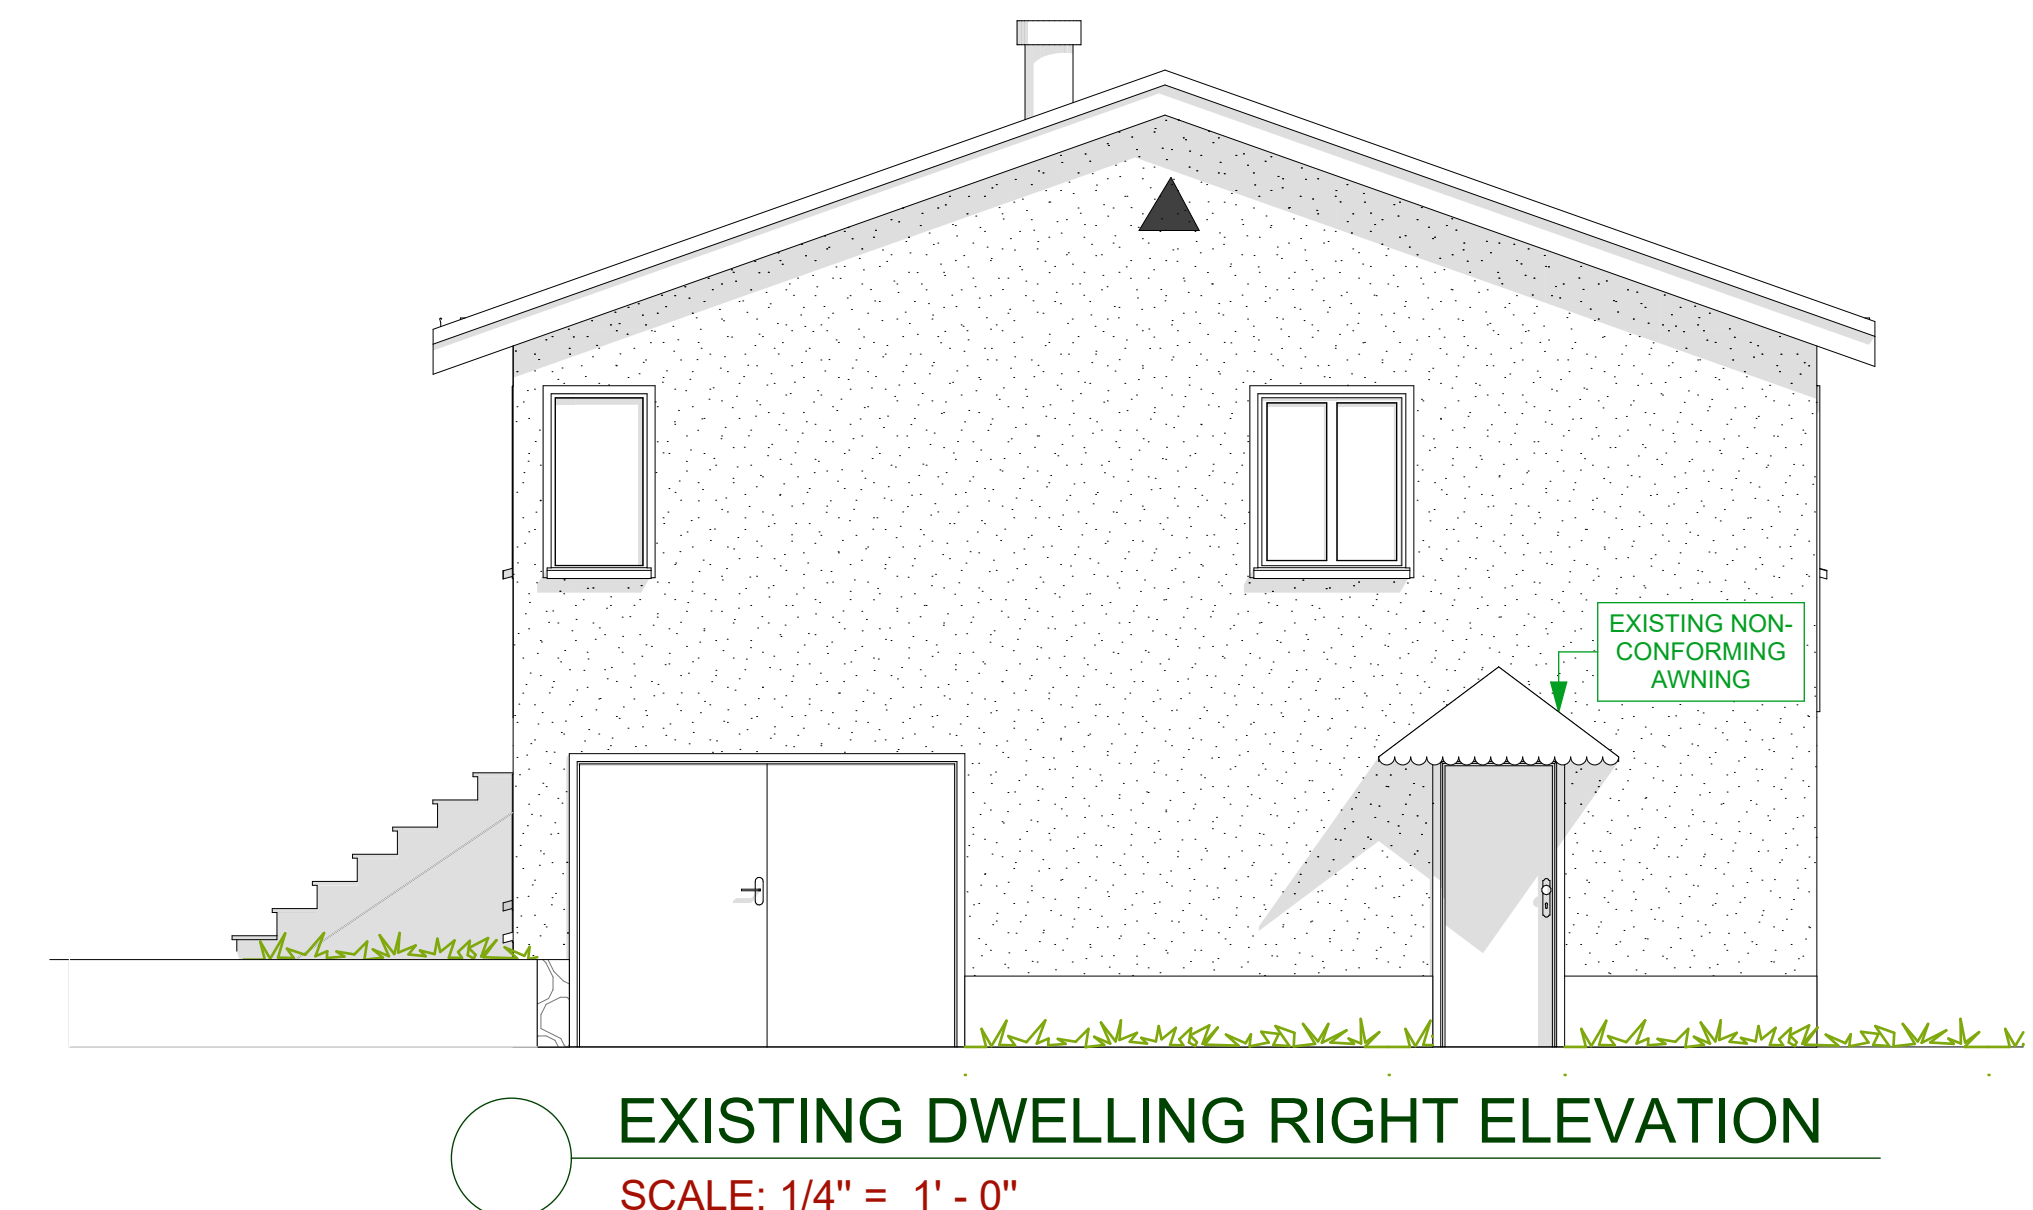 EXISTING NON-
CONFORMING
AWNING
EXISTING DWELLING RIGHT ELEVATION
SCALE: 1/4" = 1' - 0"